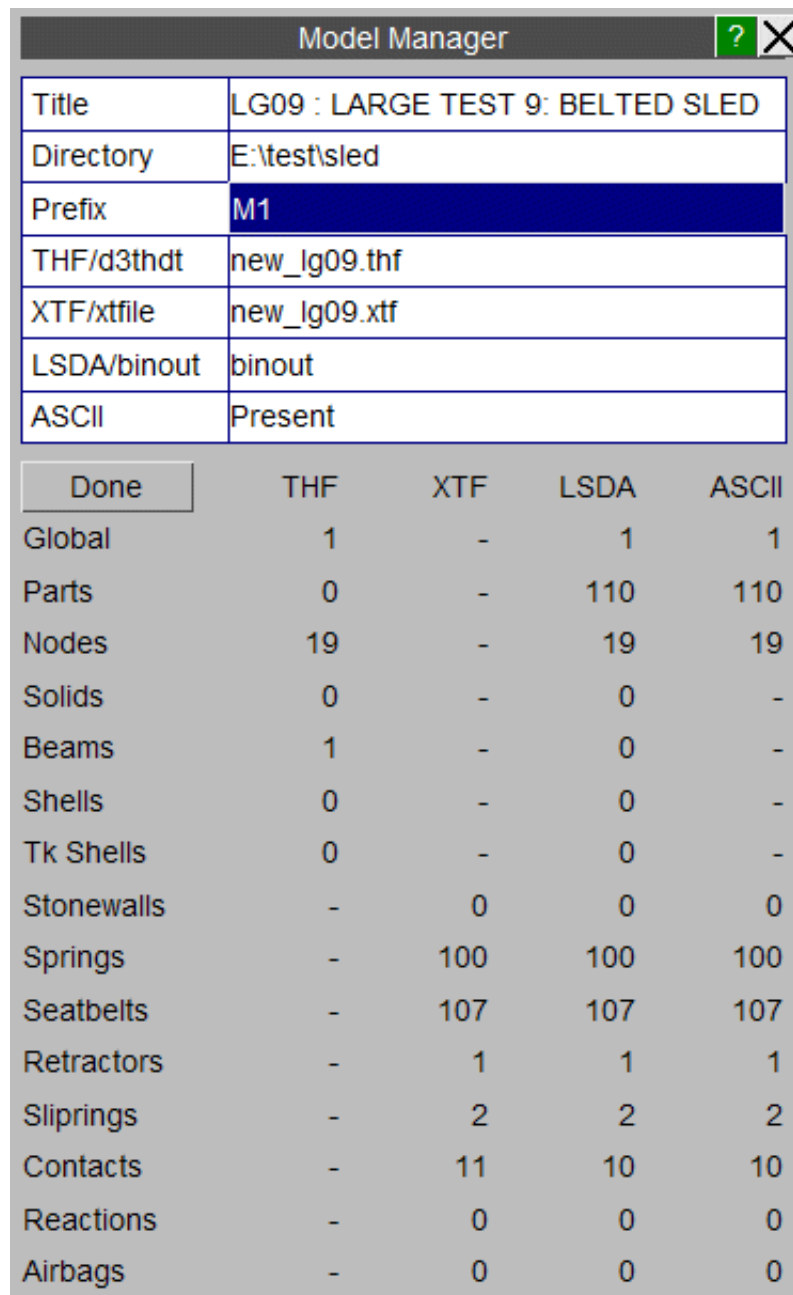 Model Manager ?
Title LG09 : LARGE TEST 9: BELTED SLED
Directory E:\test\sled
Prefix M1
THF/d3thdt new_lg09.thf
XTF/xtfile new_lg09.xtf
LSDA/binout binout
ASCII Present
Done THF XTF LSDA ASCII
Global 1 - 1 1
Parts 0 - 110 110
Nodes 19 - 19 19
Solids 0 - 0 -
Beams 1 - 0 -
Shells 0 - 0 -
Tk Shells 0 - 0 -
Stonewalls - 0 0 0
Springs - 100 100 100
Seatbelts - 107 107 107
Retractors - 1 1 1
Sliprings - 2 2 2
Contacts - 11 10 10
Reactions - 0 0 0
Airbags - 0 0 0